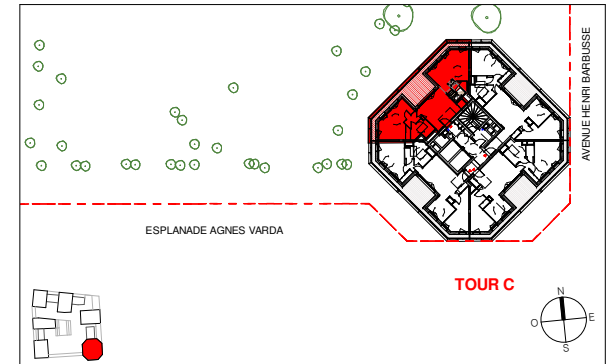 AVENUE HENRI BARBUSSE
ESPLANADE AGNES VARDA
TOUR C
N
O E
S